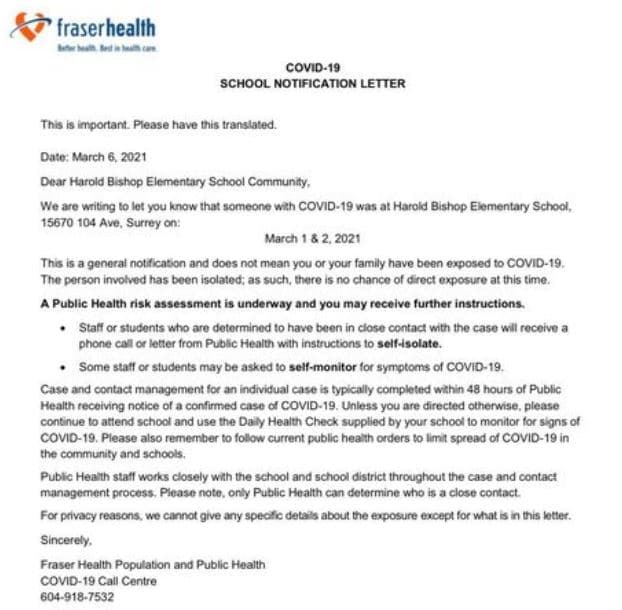 fraserhealth
Better health. Best in health care.
COVID-19
SCHOOL NOTIFICATION LETTER
This is important. Please have this translated.
Date: March 6, 2021
Dear Harold Bishop Elementary School Community,
We are writing to let you know that someone with COVID-19 was at Harold Bishop Elementary School,
15670 104 Ave, Surrey on:
March 1 & 2, 2021
This is a general notification and does not mean you or your family have been exposed to COVID-19.
The person involved has been isolated; as such, there is no chance of direct exposure at this time.
A Public Health risk assessment is underway and you may receive further instructions.
• Staff or students who are determined to have been in close contact with the case will receive a
phone call or letter from Public Health with instructions to self-isolate.
• Some staff or students may be asked to self-monitor for symptoms of COVID-19.
Case and contact management for an individual case is typically completed within 48 hours of Public
Health receiving notice of a confirmed case of COVID-19. Unless you are directed otherwise, please
continue to attend school and use the Daily Health Check supplied by your school to monitor for signs of
COVID-19. Please also remember to follow current public health orders to limit spread of COVID-19 in
the community and schools.
Public Health staff works closely with the school and school district throughout the case and contact
management process. Please note, only Public Health can determine who is a close contact.
For privacy reasons, we cannot give any specific details about the exposure except for what is in this letter.
Sincerely,
Fraser Health Population and Public Health
COVID-19 Call Centre
604-918-7532